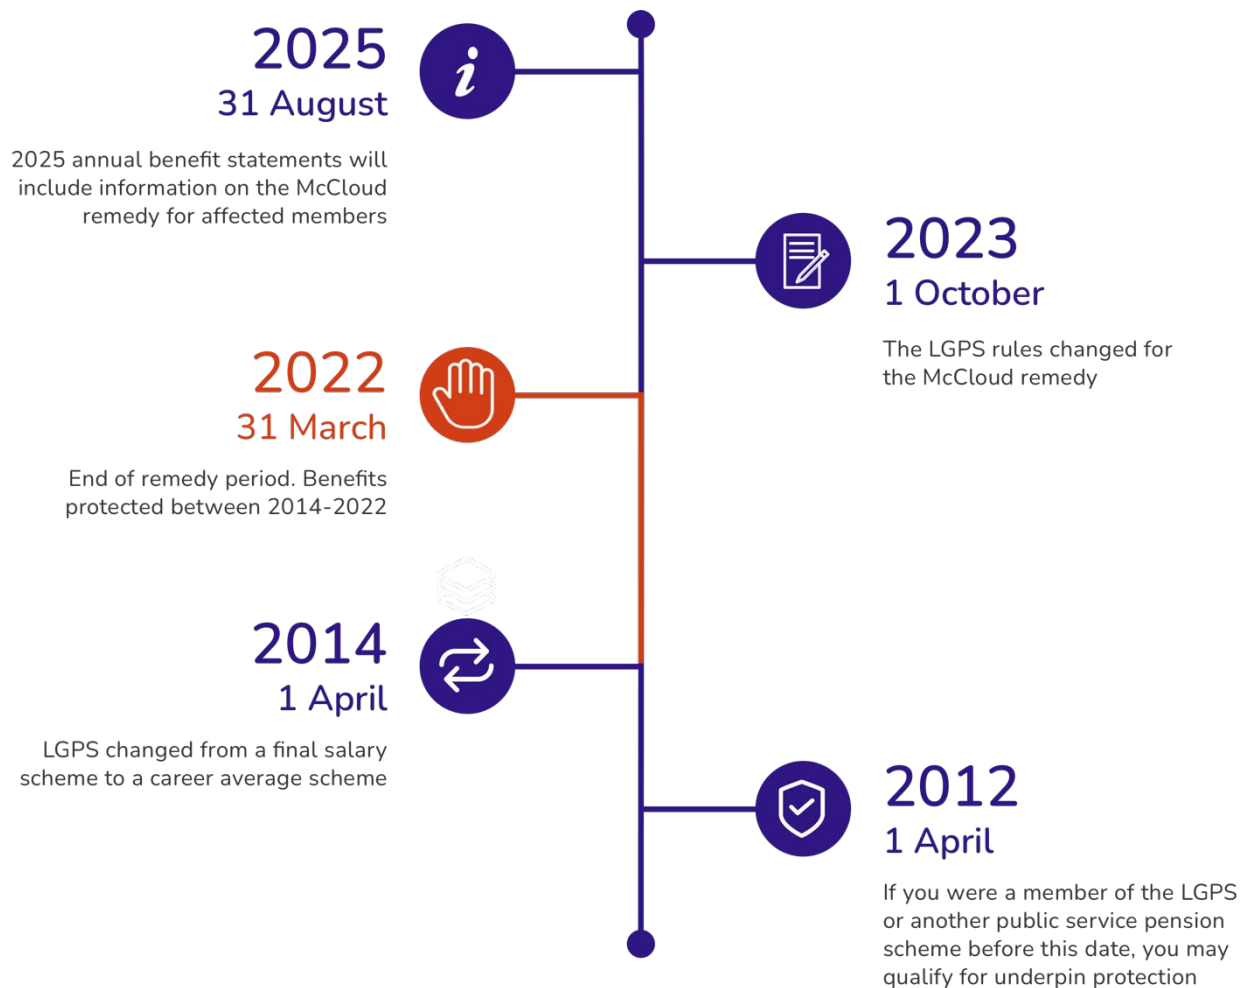 2025
31 August
2025 annual benefit statements will
include information on the McCloud
remedy for affected members
2023
1 October
The LGPS rules changed for
the McCloud remedy
2022
31 March
End of remedy period. Benefits
protected between 2014-2022
2014
1 April
LGPS changed from a final salary
scheme to a career average scheme
2012
1 April
If you were a member of the LGPS
or another public service pension
scheme before this date, you may
qualify for underpin protection